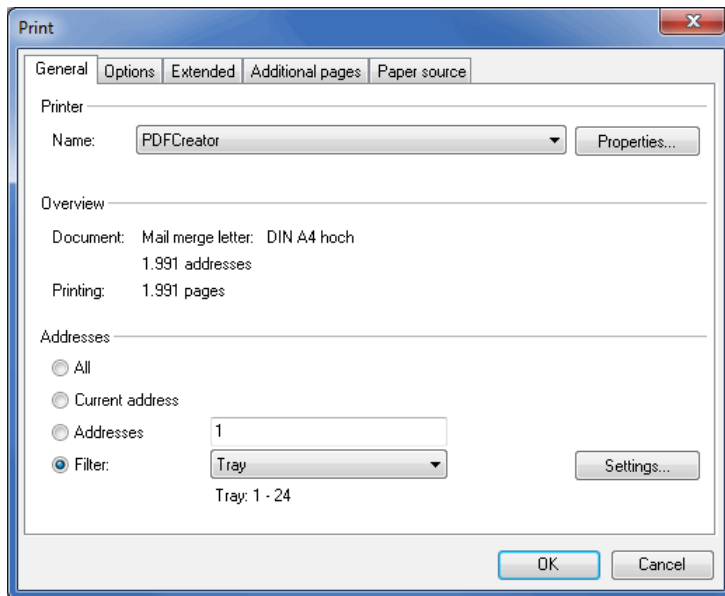 Print
General Options Extended Additional pages Paper source
Printer
Name: PDFCreator Properties...
Overview
Document: Mail merge letter: DIN A4 hoch
1.991 addresses
Printing: 1.991 pages
Addresses
All
Current address
Addresses 1
Filter: Tray Settings...
Tray: 1 - 24
OK Cancel